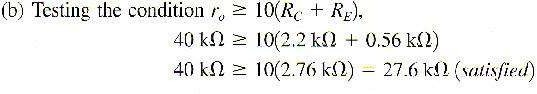 (b) Testing the condition rₒ ≥ 10(R_C + R_E),
40 kΩ ≥ 10(2.2 kΩ + 0.56 kΩ)
40 kΩ ≥ 10(2.76 kΩ) = 27.6 kΩ (satisfied)